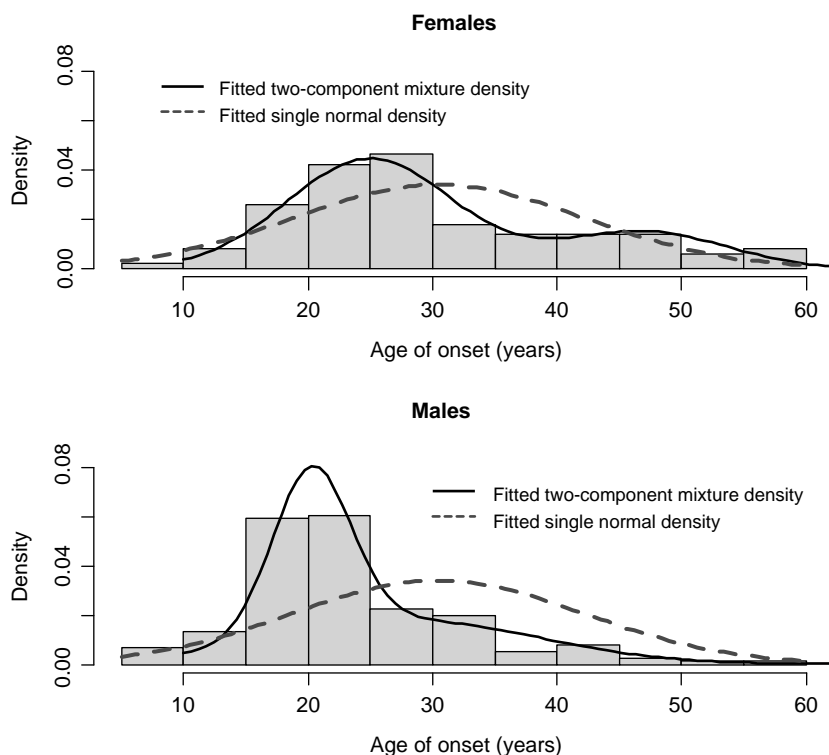 Females
Fitted two-component mixture density
Fitted single normal density
Density
0.00
0.04
0.08
10 20 30 40 50 60
Age of onset (years)
Males
Fitted two-component mixture density
Fitted single normal density
Density
0.00
0.04
0.08
10 20 30 40 50 60
Age of onset (years)